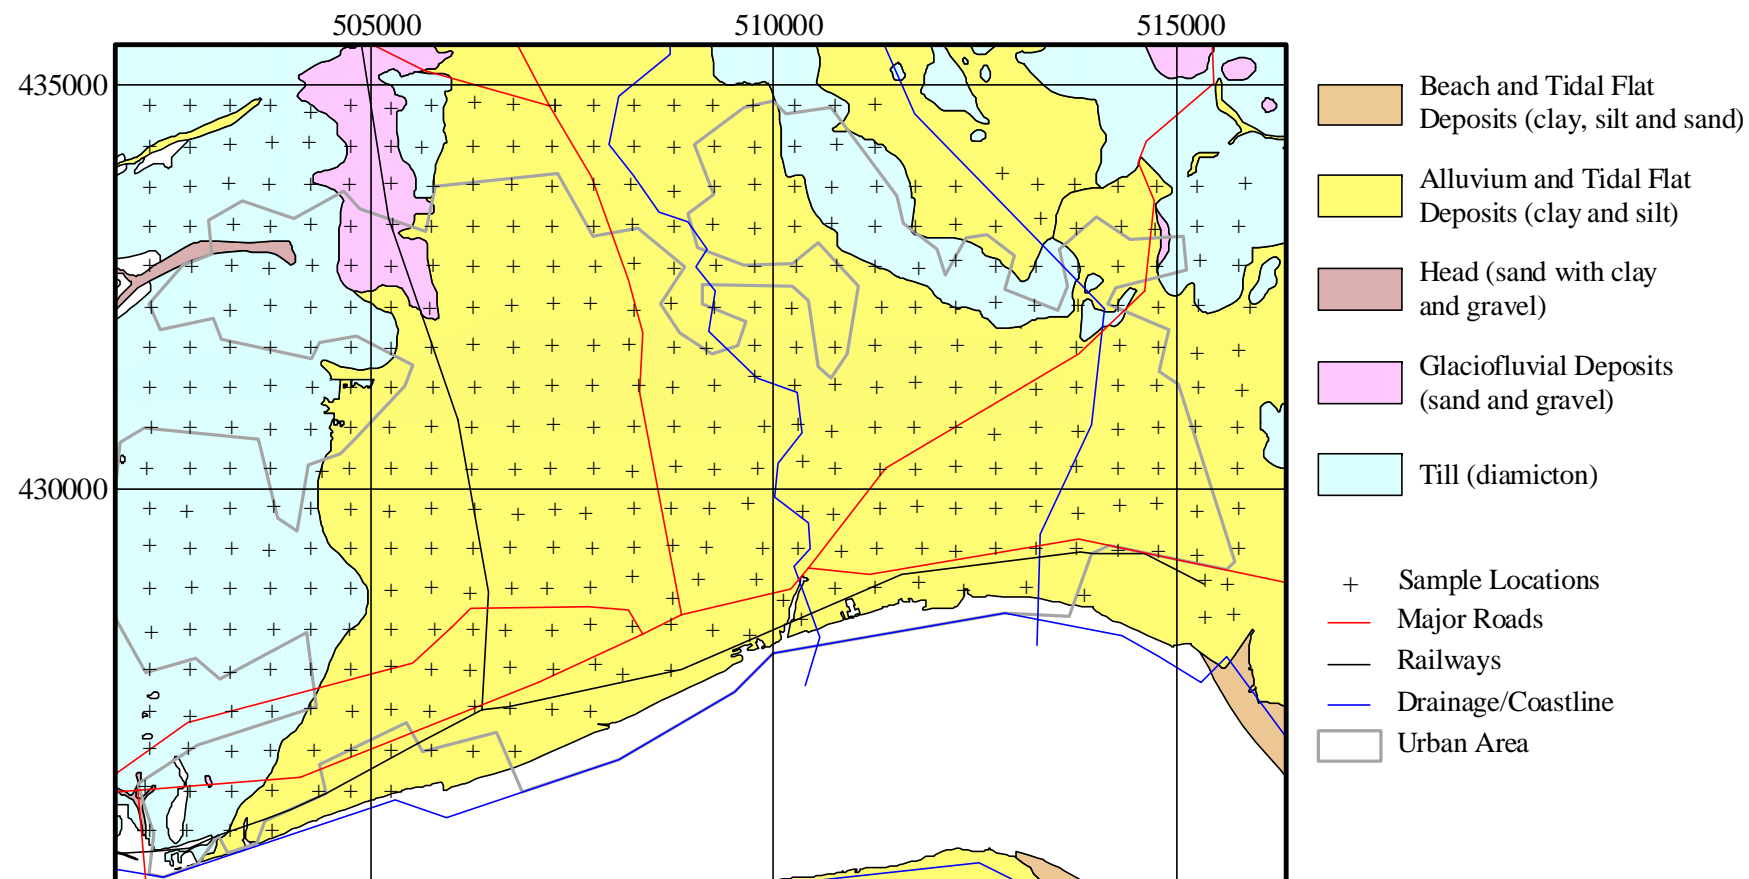 505000 510000 515000
435000
430000
Beach and Tidal Flat
Deposits (clay, silt and sand)
Alluvium and Tidal Flat
Deposits (clay and silt)
Head (sand with clay
and gravel)
Glaciofluvial Deposits
(sand and gravel)
Till (diamicton)
Sample Locations
Major Roads
Railways
Drainage/Coastline
Urban Area